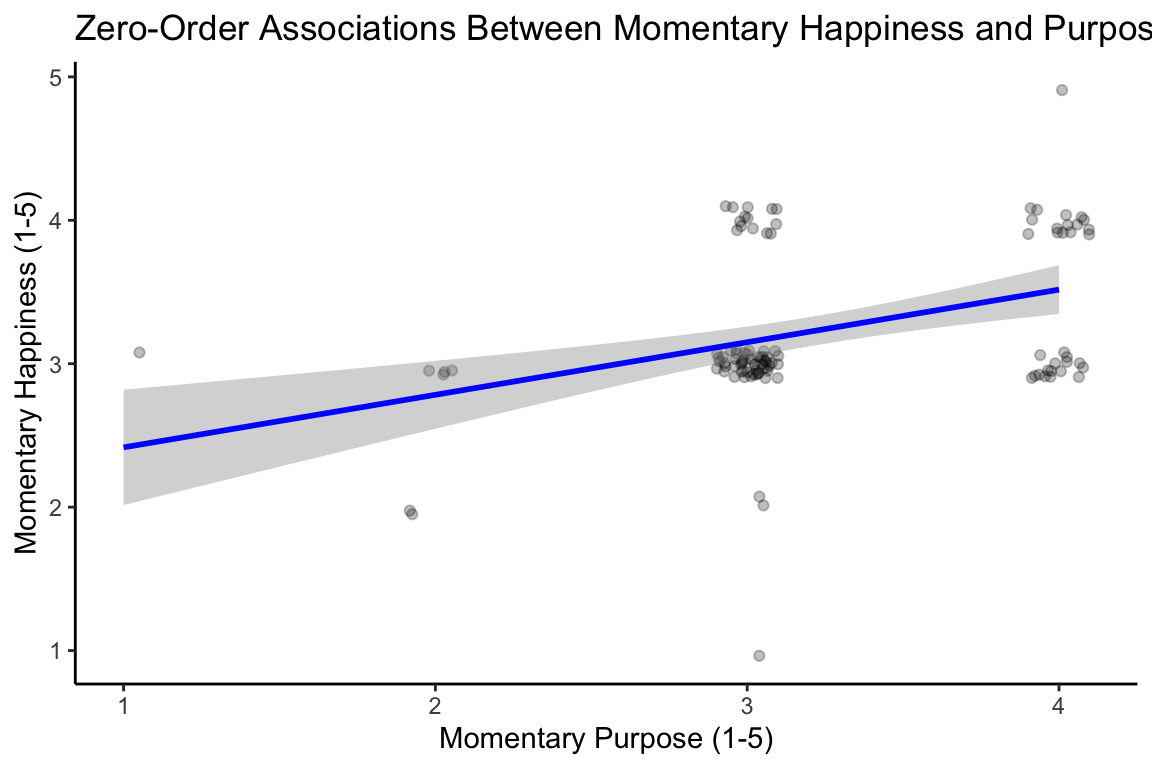 Zero-Order Associations Between Momentary Happiness and Purpos
5
4
3
2
1
Momentary Happiness (1-5)
1 2 3 4
Momentary Purpose (1-5)